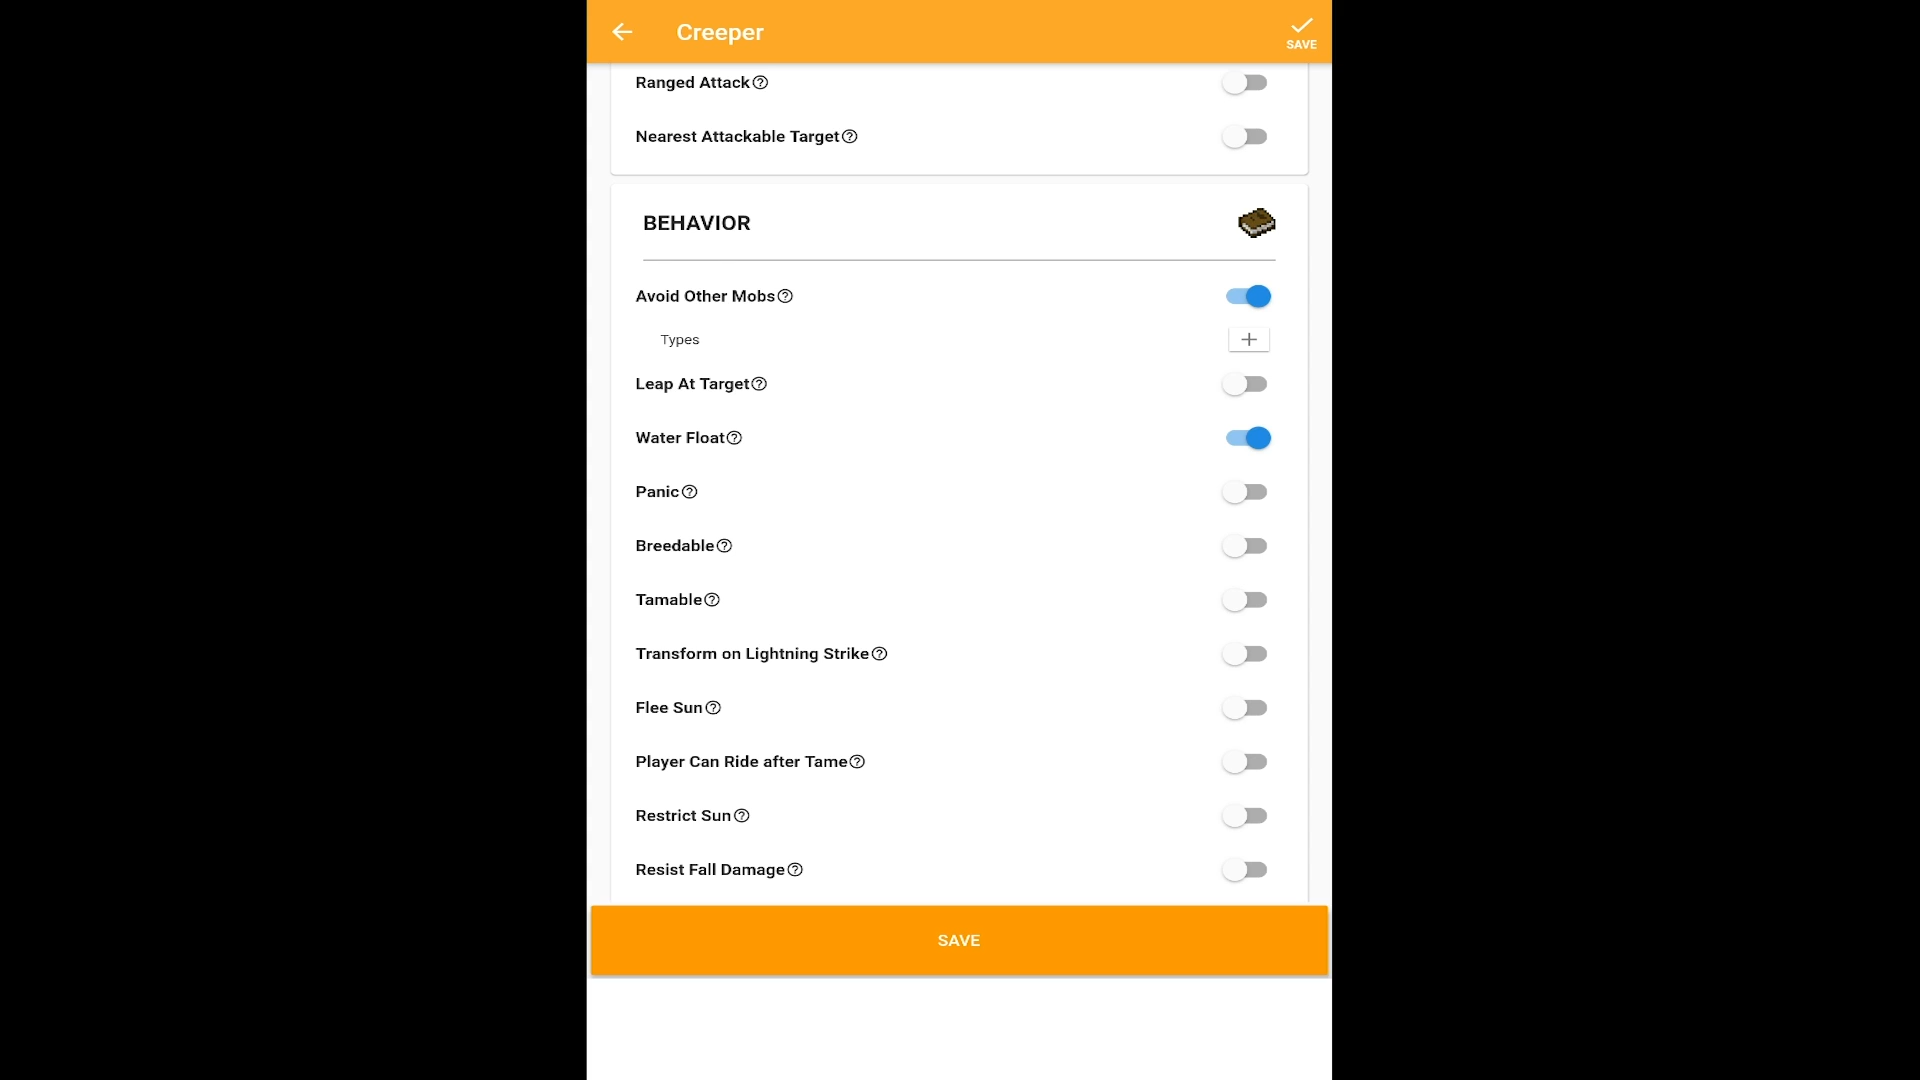 Creeper
SAVE
Ranged Attack
Nearest Attackable Target
BEHAVIOR
Avoid Other Mobs
Types
Leap At Target
Water Float
Panic
Breedable
Tamable
Transform on Lightning Strike
Flee Sun
Player Can Ride after Tame
Restrict Sun
Resist Fall Damage
SAVE